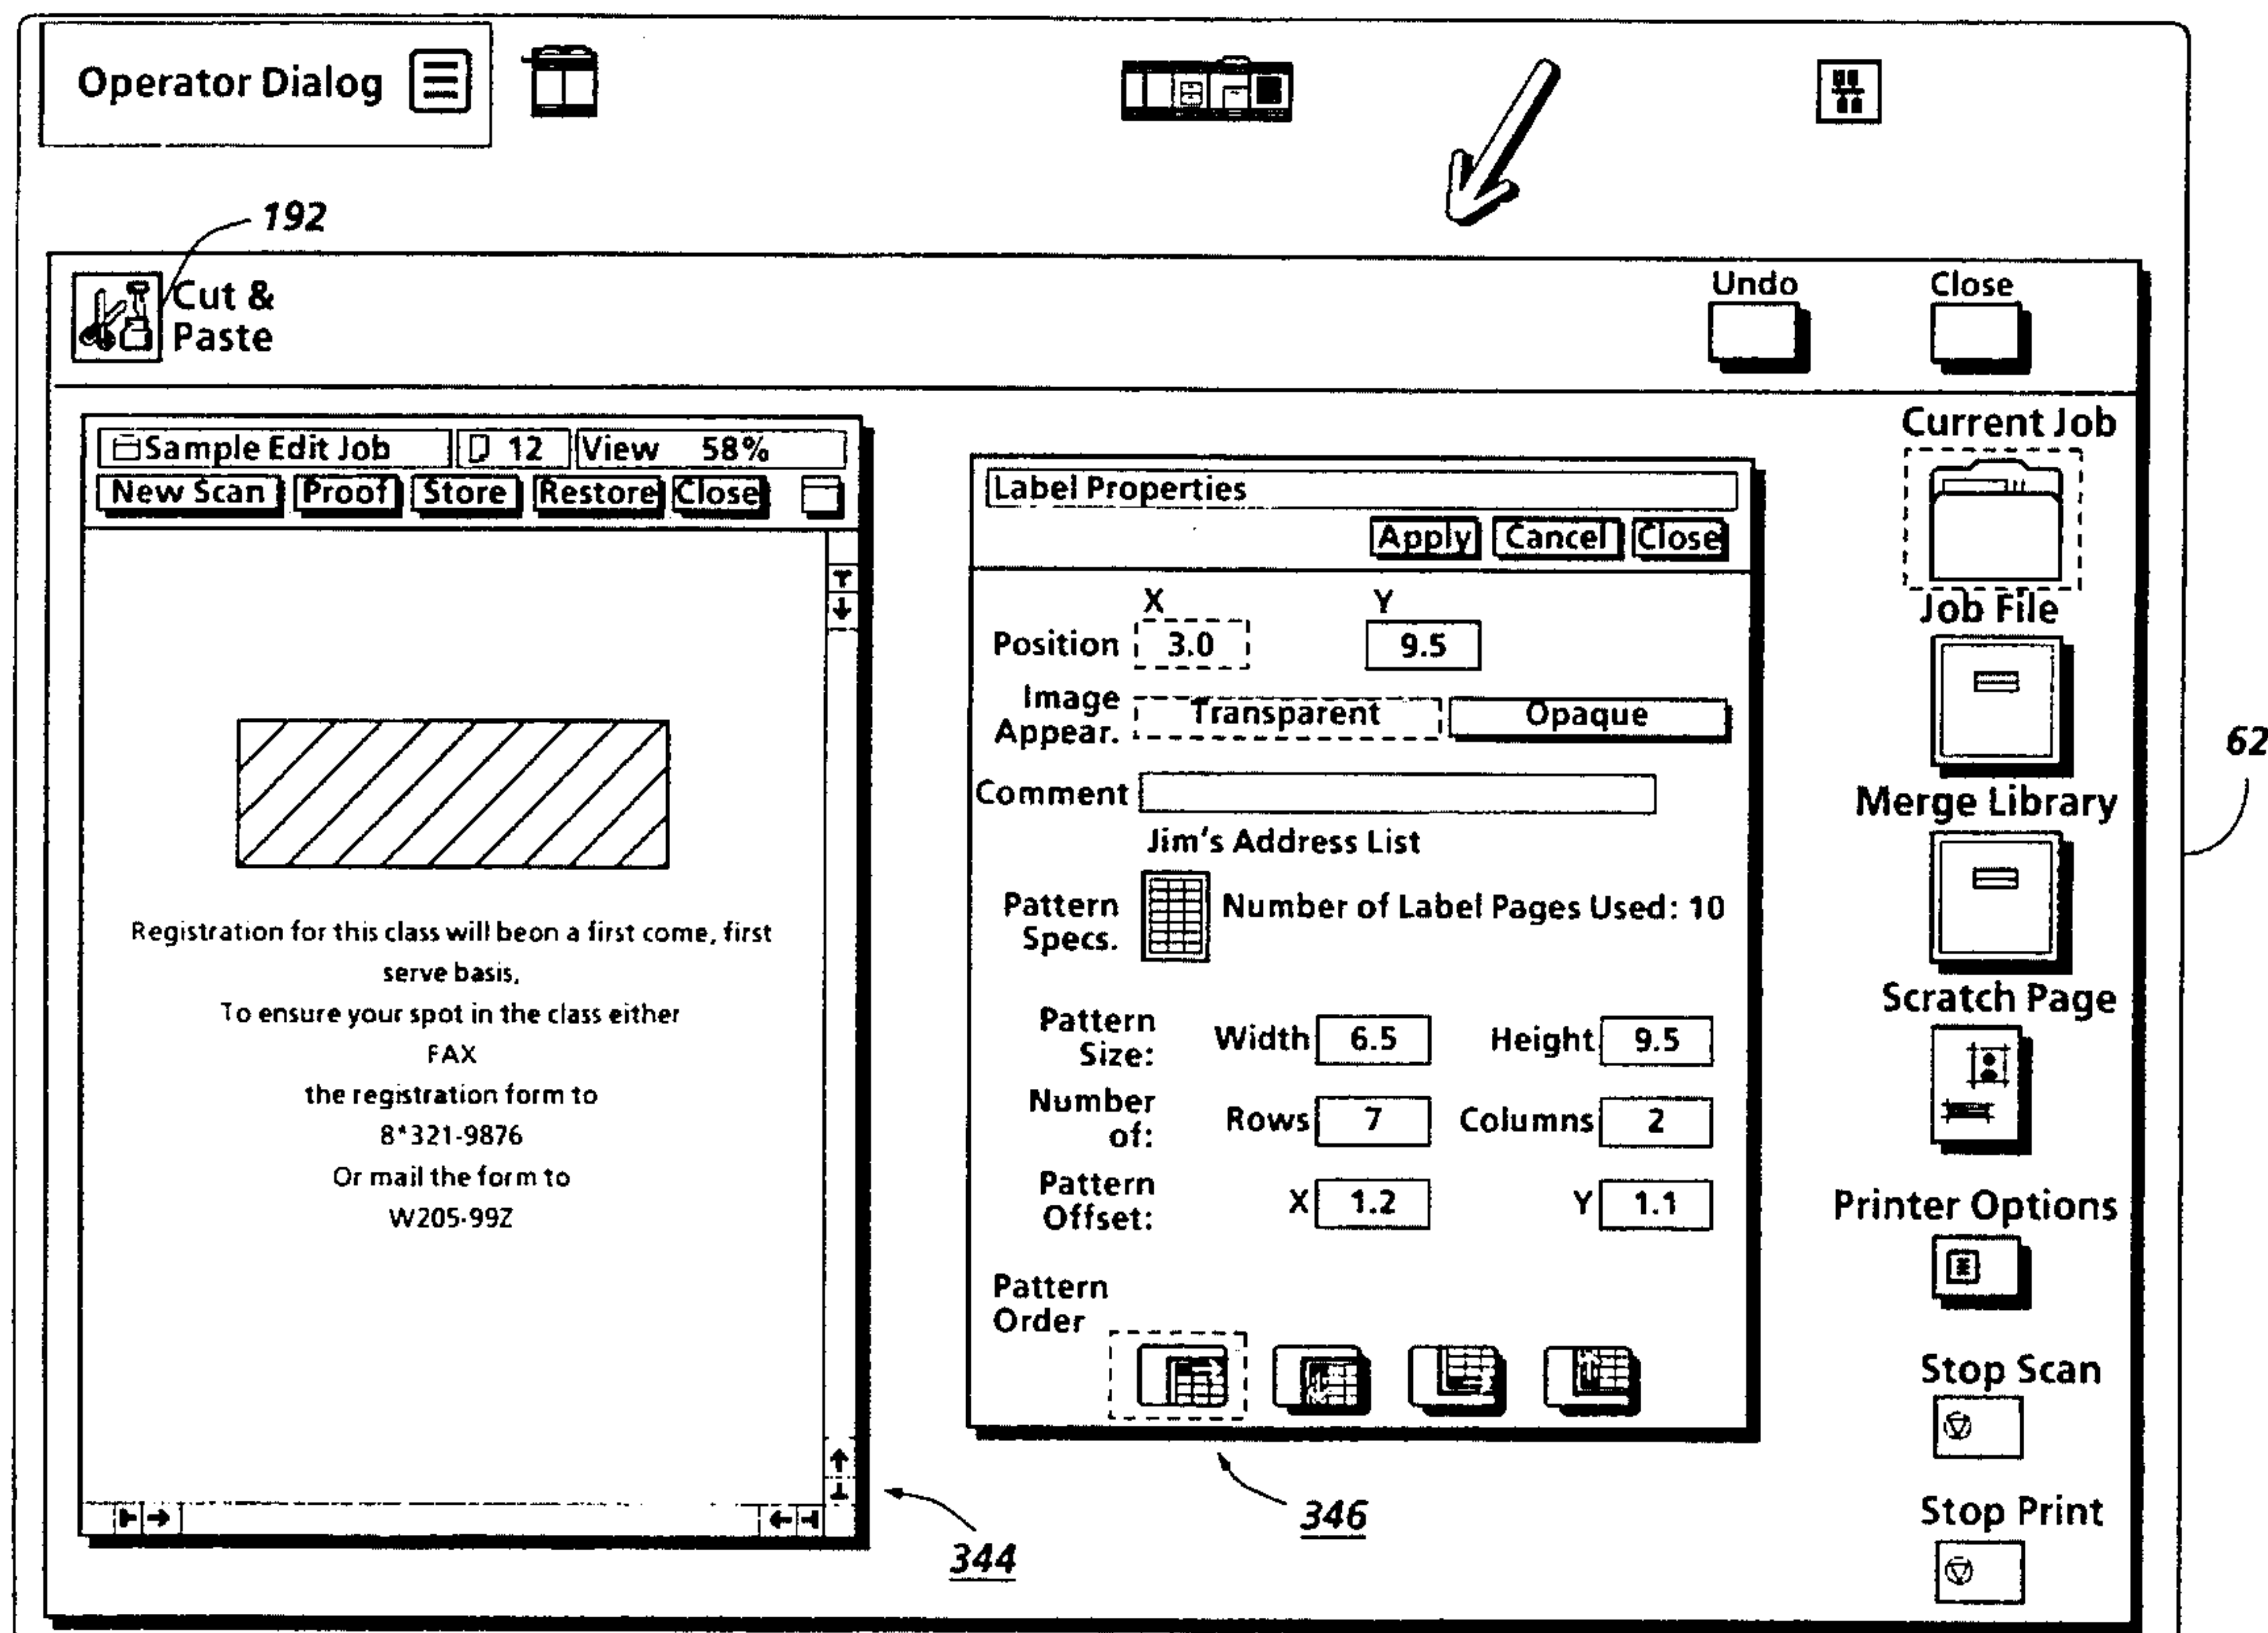 Operator Dialog
192
Cut &
Paste
Undo
Close
Sample Edit Job
12
View 58%
New Scan
Proof
Store
Restore
Close
Registration for this class will beon a first come, first
serve basis,
To ensure your spot in the class either
FAX
the registration form to
8*321-9876
Or mail the form to
W205-99Z
344
Label Properties
Apply
Cancel
Close
X
Y
Position
3.0
9.5
Image
Appear.
Transparent
Opaque
Comment
Jim's Address List
Pattern
Specs.
Number of Label Pages Used: 10
Pattern
Size:
Width
6.5
Height
9.5
Number
of:
Rows
7
Columns
2
Pattern
Offset:
X
1.2
Y
1.1
Pattern
Order
346
Current Job
Job File
Merge Library
Scratch Page
Printer Options
Stop Scan
Stop Print
62